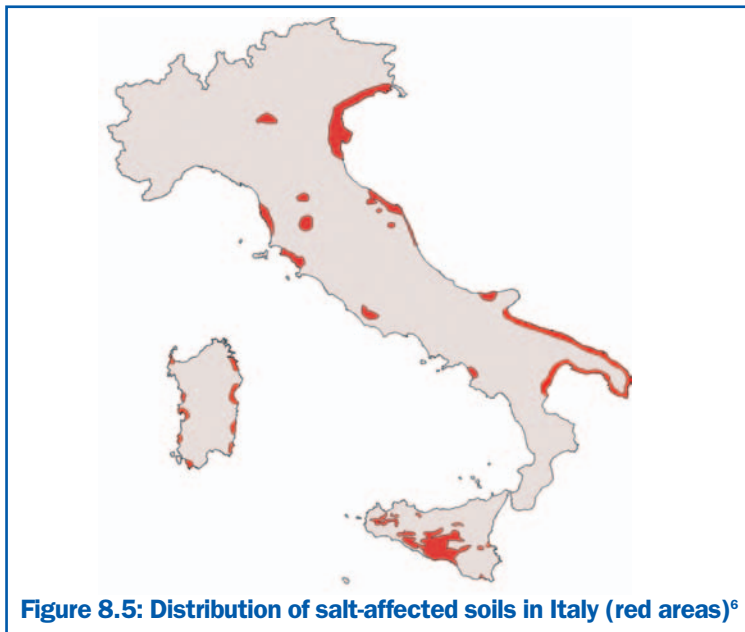 Figure 8.5: Distribution of salt-affected soils in Italy (red areas)⁶